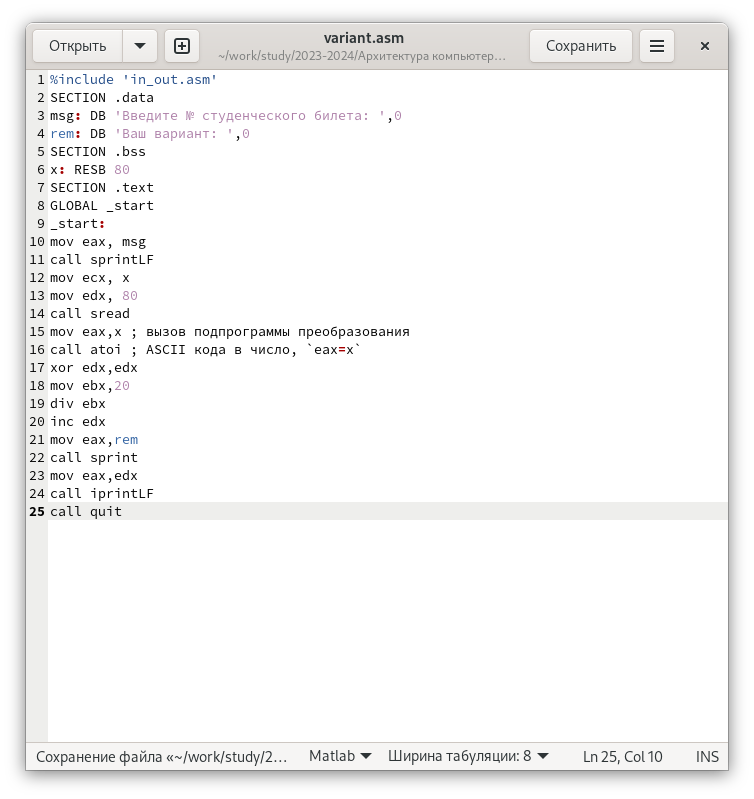 Открыть
variant.asm
~/work/study/2023-2024/Архитектура компьютер…
Сохранить
1 %include 'in_out.asm'
2 SECTION .data
3 msg: DB 'Введите № студенческого билета: ',0
4 rem: DB 'Ваш вариант: ',0
5 SECTION .bss
6 x: RESB 80
7 SECTION .text
8 GLOBAL _start
9 _start:
10 mov eax, msg
11 call sprintLF
12 mov ecx, x
13 mov edx, 80
14 call sread
15 mov eax,x ; вызов подпрограммы преобразования
16 call atoi ; ASCII кода в число, `eax=x`
17 xor edx,edx
18 mov ebx,20
19 div ebx
20 inc edx
21 mov eax,rem
22 call sprint
23 mov eax,edx
24 call iprintLF
25 call quit
Сохранение файла «~/work/study/2… Matlab Ширина табуляции: 8 Ln 25, Col 10 INS